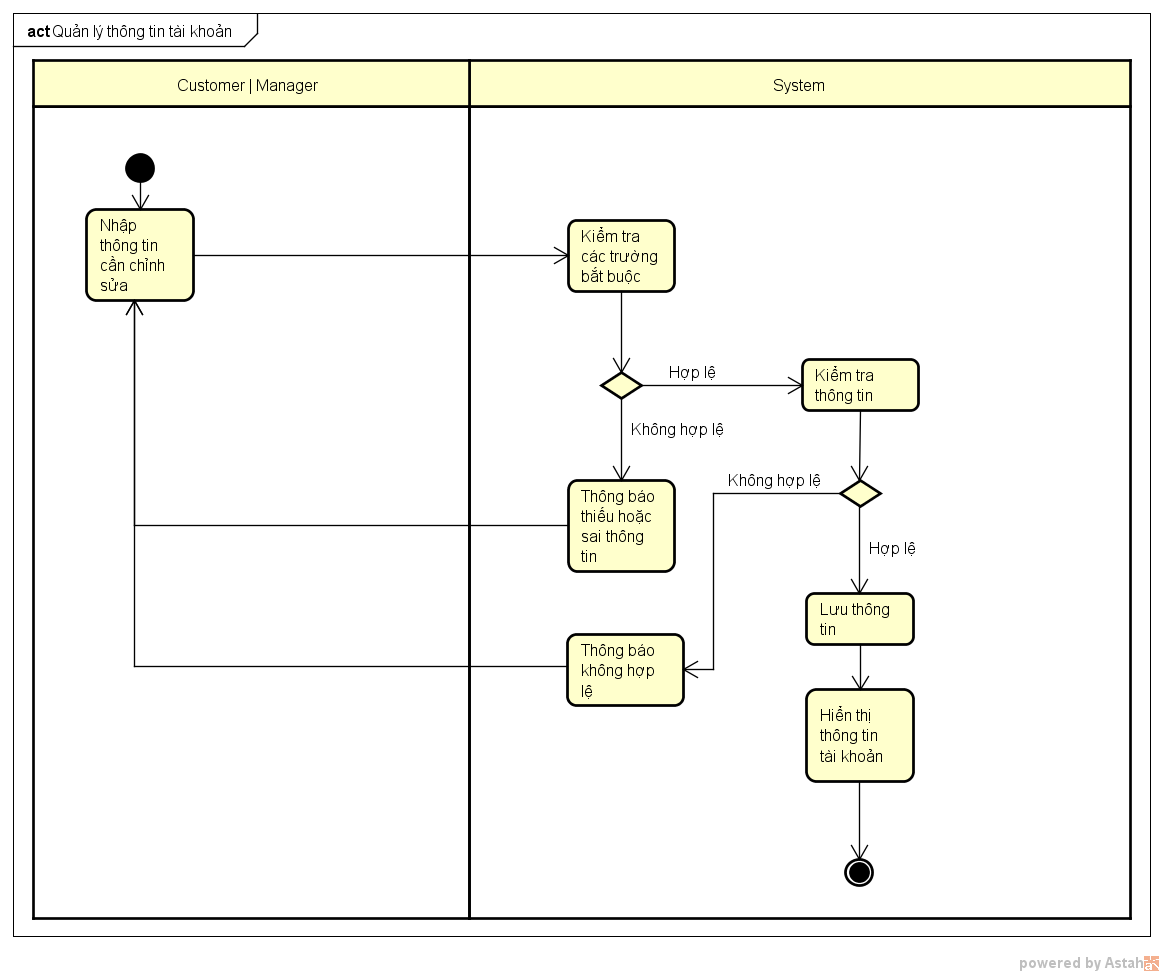 act Quản lý thông tin tài khoản
Customer | Manager
System
Nhập
thông tin
cần chỉnh
sửa
Kiểm tra
các trường
bắt buộc
Hợp lệ
Kiểm tra
thông tin
Không hợp lệ
Không hợp lệ
Thông báo
thiếu hoặc
sai thông
tin
Hợp lệ
Lưu thông
tin
Thông báo
không hợp
lệ
Hiển thị
thông tin
tài khoản
powered by Astah